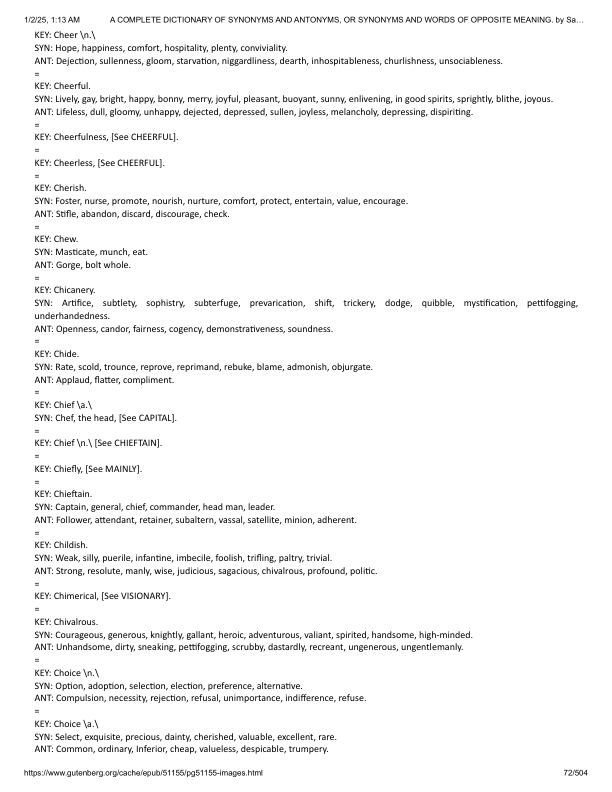 1/2/25, 1:13 AM A COMPLETE DICTIONARY OF SYNONYMS AND ANTONYMS, OR SYNONYMS AND WORDS OF OPPOSITE MEANING. by Sa…
KEY: Cheer \n.\
SYN: Hope, happiness, comfort, hospitality, plenty, conviviality.
ANT: Dejection, sullenness, gloom, starvation, niggardliness, dearth, inhospitableness, churlishness, unsociableness.
=
KEY: Cheerful.
SYN: Lively, gay, bright, happy, bonny, merry, joyful, pleasant, buoyant, sunny, enlivening, in good spirits, sprightly, blithe, joyous.
ANT: Lifeless, dull, gloomy, unhappy, dejected, depressed, sullen, joyless, melancholy, depressing, dispiriting.
=
KEY: Cheerfulness, [See CHEERFUL].
=
KEY: Cheerless, [See CHEERFUL].
=
KEY: Cherish.
SYN: Foster, nurse, promote, nourish, nurture, comfort, protect, entertain, value, encourage.
ANT: Stifle, abandon, discard, discourage, check.
=
KEY: Chew.
SYN: Masticate, munch, eat.
ANT: Gorge, bolt whole.
=
KEY: Chicanery.
SYN: Artifice, subtlety, sophistry, subterfuge, prevarication, shift, trickery, dodge, quibble, mystification, pettifogging,
underhandedness.
ANT: Openness, candor, fairness, cogency, demonstrativeness, soundness.
=
KEY: Chide.
SYN: Rate, scold, trounce, reprove, reprimand, rebuke, blame, admonish, objurgate.
ANT: Applaud, flatter, compliment.
=
KEY: Chief \a.\
SYN: Chef, the head, [See CAPITAL].
=
KEY: Chief \n.\ [See CHIEFTAIN].
=
KEY: Chiefly, [See MAINLY].
=
KEY: Chieftain.
SYN: Captain, general, chief, commander, head man, leader.
ANT: Follower, attendant, retainer, subaltern, vassal, satellite, minion, adherent.
=
KEY: Childish.
SYN: Weak, silly, puerile, infantine, imbecile, foolish, trifling, paltry, trivial.
ANT: Strong, resolute, manly, wise, judicious, sagacious, chivalrous, profound, politic.
=
KEY: Chimerical, [See VISIONARY].
=
KEY: Chivalrous.
SYN: Courageous, generous, knightly, gallant, heroic, adventurous, valiant, spirited, handsome, high-minded.
ANT: Unhandsome, dirty, sneaking, pettifogging, scrubby, dastardly, recreant, ungenerous, ungentlemanly.
=
KEY: Choice \n.\
SYN: Option, adoption, selection, election, preference, alternative.
ANT: Compulsion, necessity, rejection, refusal, unimportance, indifference, refuse.
=
KEY: Choice \a.\
SYN: Select, exquisite, precious, dainty, cherished, valuable, excellent, rare.
ANT: Common, ordinary, Inferior, cheap, valueless, despicable, trumpery.
https://www.gutenberg.org/cache/epub/51155/pg51155-images.html 72/504